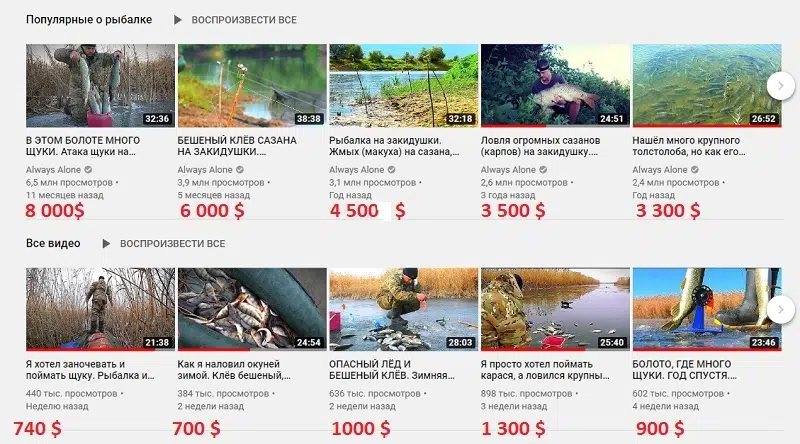 Популярные о рыбалке ВОСПРОИЗВЕСТИ ВСЕ
32:36
38:38
32:18
24:51
26:52
В ЭТОМ БОЛОТЕ МНОГО
ЩУКИ. Атака щуки на...
Always Alone
6,5 млн просмотров •
11 месяцев назад
8 000$
БЕШЕНЫЙ КЛЁВ САЗАНА
НА ЗАКИДУШКИ....
Always Alone
3,9 млн просмотров •
5 месяцев назад
6 000 $
Рыбалка на закидушки.
Жмых (макуха) на сазана,...
Always Alone
3,1 млн просмотров •
Год назад
4 500 $
Ловля огромных сазанов
(карпов) на закидушку....
Always Alone
2,6 млн просмотров •
3 года назад
3 500 $
Нашёл много крупного
толстолоба, но как его...
Always Alone
2,4 млн просмотров •
Год назад
3 300 $
Все видео ВОСПРОИЗВЕСТИ ВСЕ
21:38
24:54
28:03
25:40
23:46
Я хотел заночевать и
поймать щуку. Рыбалка и...
440 тыс. просмотров •
Неделю назад
740 $
Как я наловил окуней
зимой. Клёв бешеный,...
384 тыс. просмотров •
2 недели назад
700 $
ОПАСНЫЙ ЛЁД И
БЕШЕНЫЙ КЛЁВ. Зимняя...
636 тыс. просмотров •
2 недели назад
1000 $
Я просто хотел поймать
карася, а ловился крупны...
898 тыс. просмотров •
3 недели назад
1 300 $
БОЛОТО, ГДЕ МНОГО
ЩУКИ. ГОД СПУСТЯ....
602 тыс. просмотров •
4 недели назад
900 $